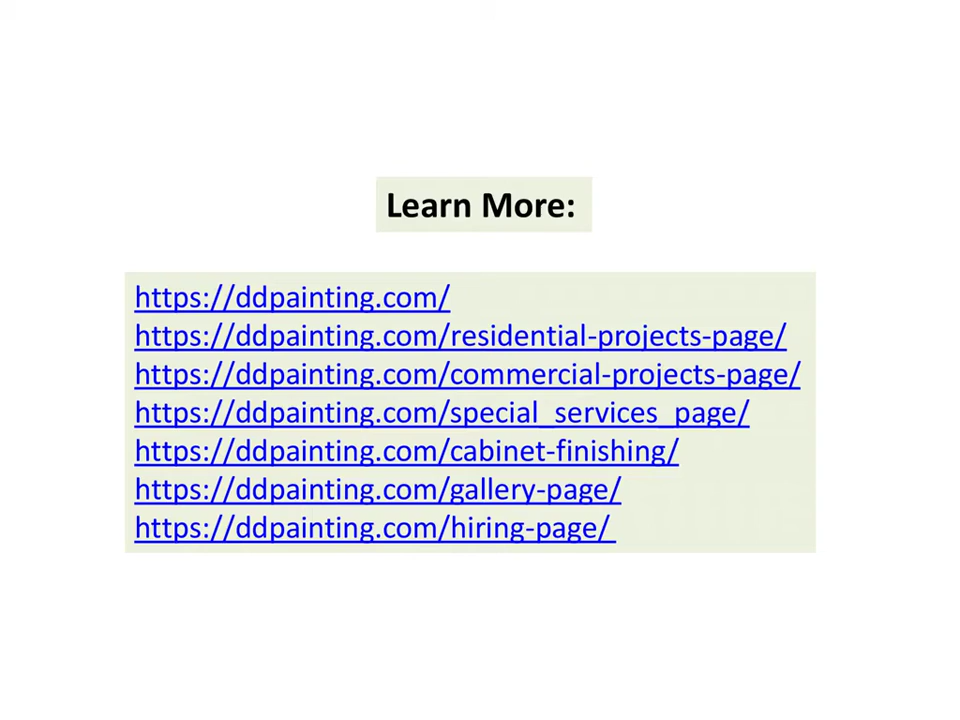 Learn More:
https://ddpainting.com/
https://ddpainting.com/residential-projects-page/
https://ddpainting.com/commercial-projects-page/
https://ddpainting.com/special_services_page/
https://ddpainting.com/cabinet-finishing/
https://ddpainting.com/gallery-page/
https://ddpainting.com/hiring-page/